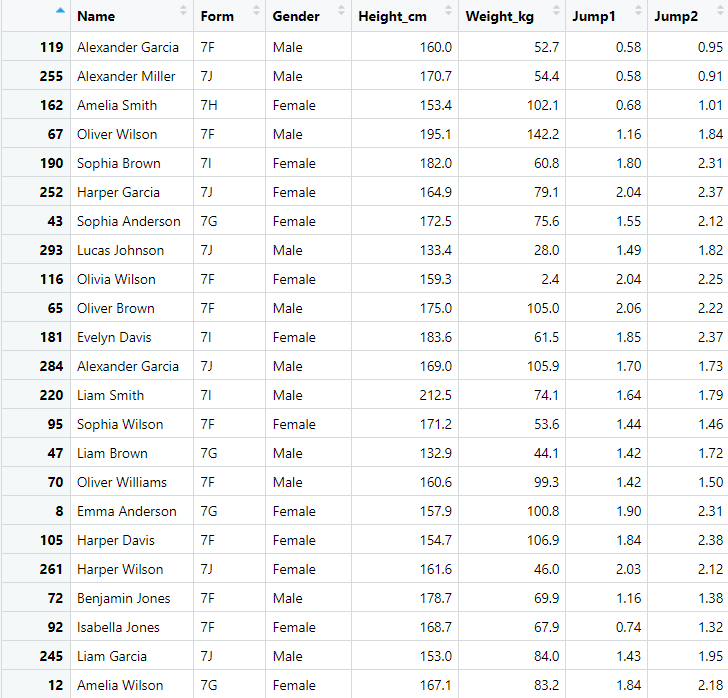 Name Form Gender Height_cm Weight_kg Jump1 Jump2
119 Alexander Garcia 7F Male 160.0 52.7 0.58 0.95
255 Alexander Miller 7J Male 170.7 54.4 0.58 0.91
162 Amelia Smith 7H Female 153.4 102.1 0.68 1.01
67 Oliver Wilson 7F Male 195.1 142.2 1.16 1.84
190 Sophia Brown 7I Female 182.0 60.8 1.80 2.31
252 Harper Garcia 7J Female 164.9 79.1 2.04 2.37
43 Sophia Anderson 7G Female 172.5 75.6 1.55 2.12
293 Lucas Johnson 7J Male 133.4 28.0 1.49 1.82
116 Olivia Wilson 7F Female 159.3 2.4 2.04 2.25
65 Oliver Brown 7F Male 175.0 105.0 2.06 2.22
181 Evelyn Davis 7I Female 183.6 61.5 1.85 2.37
284 Alexander Garcia 7J Male 169.0 105.9 1.70 1.73
220 Liam Smith 7I Male 212.5 74.1 1.64 1.79
95 Sophia Wilson 7F Female 171.2 53.6 1.44 1.46
47 Liam Brown 7G Male 132.9 44.1 1.42 1.72
70 Oliver Williams 7F Male 160.6 99.3 1.42 1.50
8 Emma Anderson 7G Female 157.9 100.8 1.90 2.31
105 Harper Davis 7F Female 154.7 106.9 1.84 2.38
261 Harper Wilson 7J Female 161.6 46.0 2.03 2.12
72 Benjamin Jones 7F Male 178.7 69.9 1.16 1.38
92 Isabella Jones 7F Female 168.7 67.9 0.74 1.32
245 Liam Garcia 7J Male 153.0 84.0 1.43 1.95
12 Amelia Wilson 7G Female 167.1 83.2 1.84 2.18